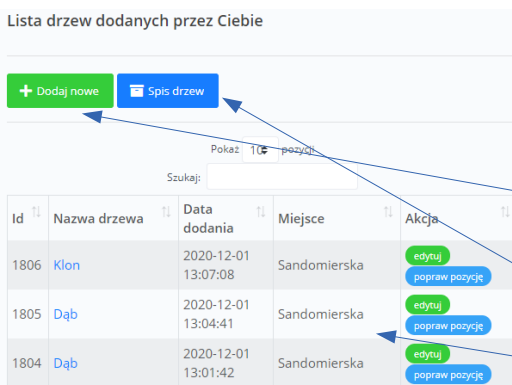 Lista drzew dodanych przez Ciebie
Dodaj nowe Spis drzew
Pokaż 10 pozycji
Szukaj:
Id Nazwa drzewa Data dodania Miejsce Akcja
1806 Klon 2020-12-01 13:07:08 Sandomierska edytuj popraw pozycję
1805 Dąb 2020-12-01 13:04:41 Sandomierska edytuj popraw pozycję
1804 Dąb 2020-12-01 13:01:42 Sandomierska edytuj popraw pozycję